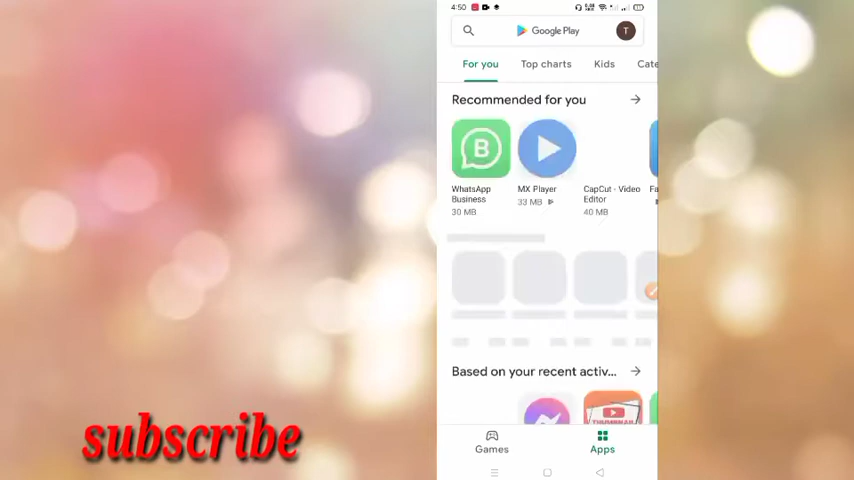 4:50
Google Play
T
For you Top charts Kids Cate
Recommended for you
B
WhatsApp Business
30 MB
MX Player
33 MB
CapCut - Video Editor
40 MB
Fa
Based on your recent activ...
THUMBNAIL
Games
Apps
subscribe